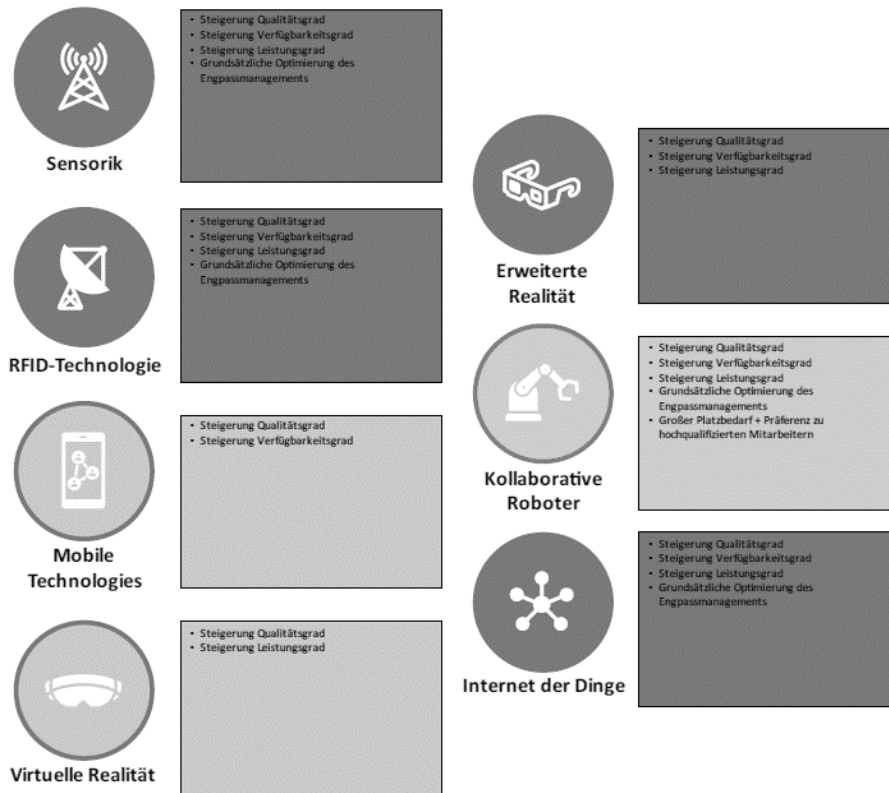 • Steigerung Qualitätsgrad
• Steigerung Verfügbarkeitsgrad
• Steigerung Leistungsgrad
• Grundsätzliche Optimierung des
Engpassmanagements
Sensorik
• Steigerung Qualitätsgrad
• Steigerung Verfügbarkeitsgrad
• Steigerung Leistungsgrad
• Grundsätzliche Optimierung des
Engpassmanagements
RFID-Technologie
• Steigerung Qualitätsgrad
• Steigerung Verfügbarkeitsgrad
Mobile
Technologies
• Steigerung Qualitätsgrad
• Steigerung Leistungsgrad
Virtuelle Realität
• Steigerung Qualitätsgrad
• Steigerung Verfügbarkeitsgrad
• Steigerung Leistungsgrad
Erweiterte
Realität
• Steigerung Qualitätsgrad
• Steigerung Verfügbarkeitsgrad
• Steigerung Leistungsgrad
• Grundsätzliche Optimierung des
Engpassmanagements
• Großer Platzbedarf + Präferenz zu
hochqualifizierten Mitarbeitern
Kollaborative
Roboter
• Steigerung Qualitätsgrad
• Steigerung Verfügbarkeitsgrad
• Steigerung Leistungsgrad
• Grundsätzliche Optimierung des
Engpassmanagements
Internet der Dinge